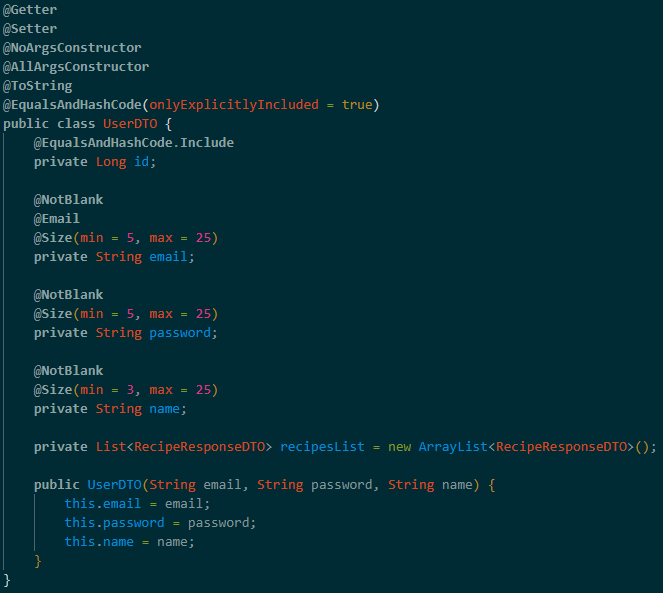 @Getter
@Setter
@NoArgsConstructor
@AllArgsConstructor
@ToString
@EqualsAndHashCode(onlyExplicitlyIncluded = true)
public class UserDTO {
    @EqualsAndHashCode.Include
    private Long id;

    @NotBlank
    @Email
    @Size(min = 5, max = 25)
    private String email;

    @NotBlank
    @Size(min = 5, max = 25)
    private String password;

    @NotBlank
    @Size(min = 3, max = 25)
    private String name;

    private List<RecipeResponseDTO> recipesList = new ArrayList<RecipeResponseDTO>();

    public UserDTO(String email, String password, String name) {
        this.email = email;
        this.password = password;
        this.name = name;
    }
}